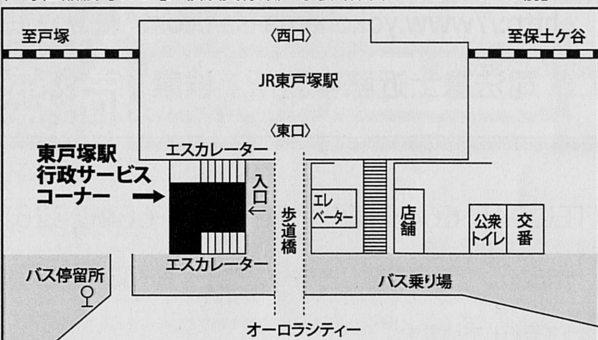 至戸塚
〈西口〉
至保土ケ谷
JR東戸塚駅
〈東口〉
東戸塚駅
行政サービス
コーナー
エスカレーター
入口
歩道橋
エレ
ベーター
店舗
公衆
トイレ
交番
エスカレーター
バス停留所
バス乗り場
オーロラシティー